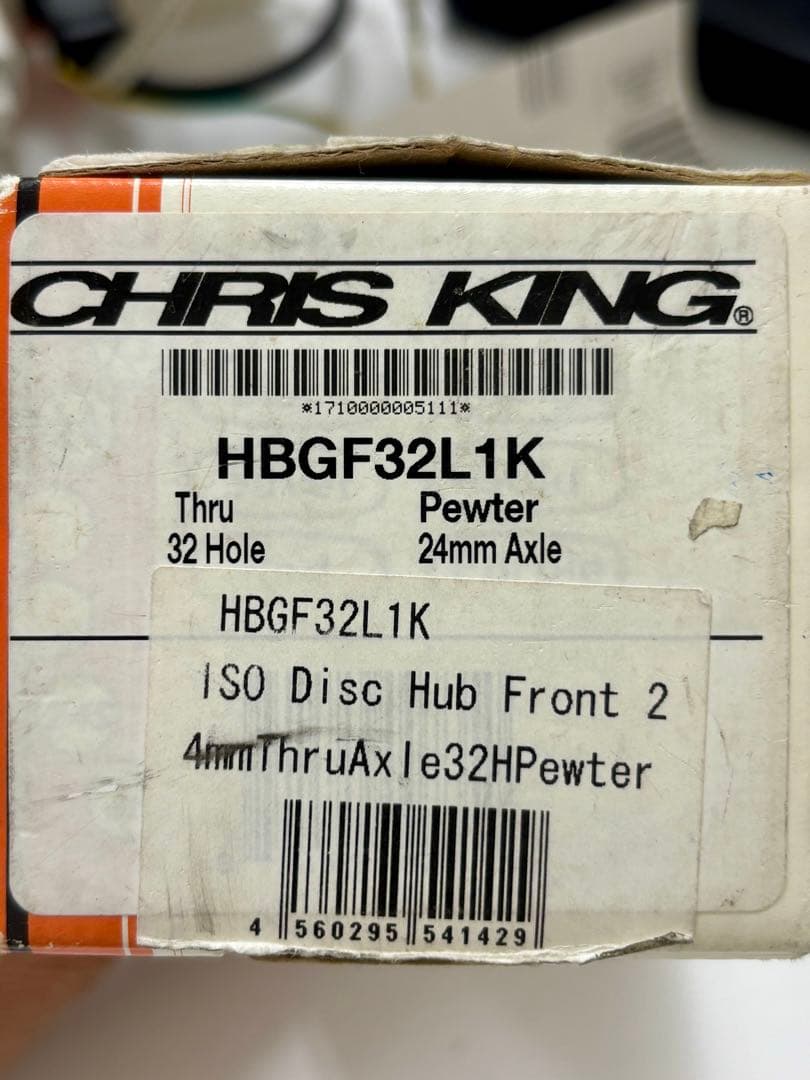 CHRIS KING®
*1710000005111*
HBGF32L1K
Thru Pewter
32 Hole 24mm Axle
HBGF32L1K
ISO Disc Hub Front 2
4mmThruAxle32HPewter
4 560295 541429